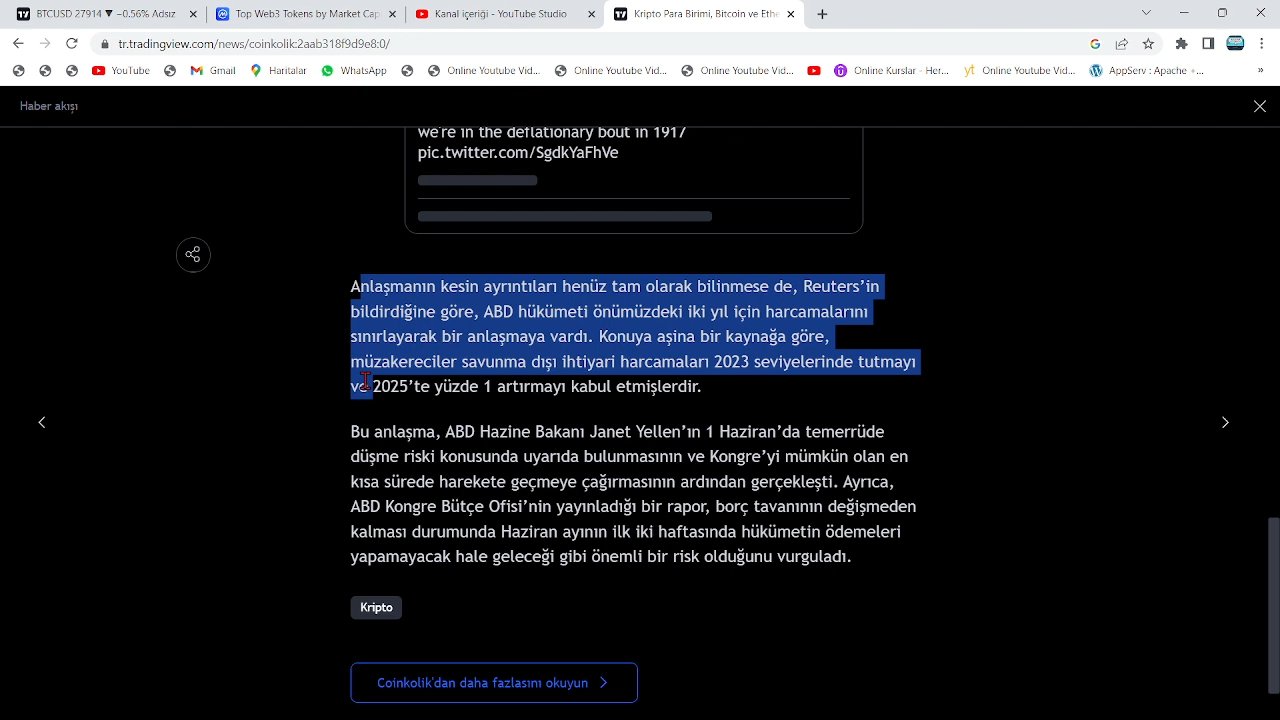 BTCUSD 27914 ▼ −0.56% Adsız
Top Web3 Tokens by Market Cap
Kanal içeriği - YouTube Studio
Kripto Para Birimi, Bitcoin ve Ethe
tr.tradingview.com/news/coinkolik:2aab318f9d9e8:0/
YouTube
Gmail
Haritalar
WhatsApp
Online Youtube Vid...
Online Youtube Vid...
Online Youtube Vid...
Online Kurslar - Her...
yt Online Youtube Vid...
AppServ : Apache +...
»
Haber akışı
we're in the deflationary bout in 1917
pic.twitter.com/SgdkYaFhVe
Anlaşmanın kesin ayrıntıları henüz tam olarak bilinmese de, Reuters’in
bildirdiğine göre, ABD hükümeti önümüzdeki iki yıl için harcamalarını
sınırlayarak bir anlaşmaya vardı. Konuya aşina bir kaynağa göre,
müzakereciler savunma dışı ihtiyari harcamaları 2023 seviyelerinde tutmayı
ve 2025’te yüzde 1 artırmayı kabul etmişlerdir.
Bu anlaşma, ABD Hazine Bakanı Janet Yellen’ın 1 Haziran’da temerrüde
düşme riski konusunda uyarıda bulunmasının ve Kongre’yi mümkün olan en
kısa sürede harekete geçmeye çağırmasının ardından gerçekleşti. Ayrıca,
ABD Kongre Bütçe Ofisi’nin yayınladığı bir rapor, borç tavanının değişmeden
kalması durumunda Haziran ayının ilk iki haftasında hükümetin ödemeleri
yapamayacak hale geleceği gibi önemli bir risk olduğunu vurguladı.
Kripto
Coinkolik'dan daha fazlasını okuyun